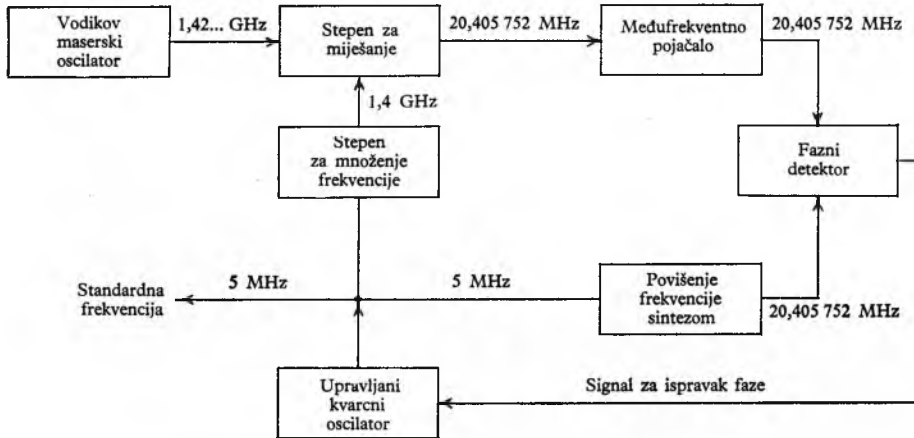 Vodikov
maserski
oscilator
1,42... GHz
Stepen za
miješanje
20,405 752 MHz
Međufrekventno
pojačalo
20,405 752 MHz
1,4 GHz
Stepen
za množenje
frekvencije
Fazni
detektor
Standardna
frekvencija
5 MHz
5 MHz
Povišenje
frekvencije
sintezom
20,405 752 MHz
Upravljani
kvarcni
oscilator
Signal za ispravak faze